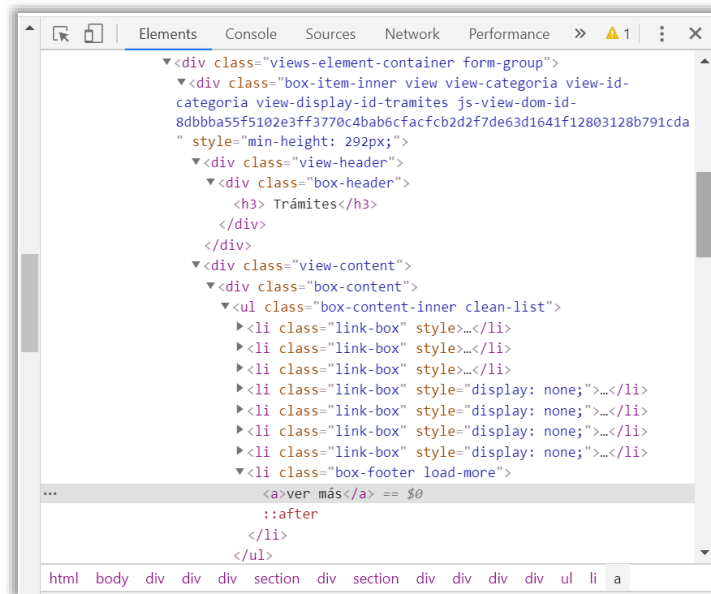 Elements Console Sources Network Performance » 1
▼<div class="views-element-container form-group">
▼<div class="box-item-inner view view-categoria view-id-
categoria view-display-id-tramites js-view-dom-id-
8dbbba55f5102e3ff3770c4bab6cfacfcb2d2f7de63d1641f12803128b791cda
" style="min-height: 292px;">
▼<div class="view-header">
▼<div class="box-header">
<h3> Trámites</h3>
</div>
</div>
▼<div class="view-content">
▼<div class="box-content">
▼<ul class="box-content-inner clean-list">
▶<li class="link-box" style>…</li>
▶<li class="link-box" style>…</li>
▶<li class="link-box" style>…</li>
▶<li class="link-box" style="display: none;">…</li>
▶<li class="link-box" style="display: none;">…</li>
▶<li class="link-box" style="display: none;">…</li>
▶<li class="link-box" style="display: none;">…</li>
▼<li class="box-footer load-more">
… <a>ver más</a> == $0
::after
</li>
</ul>
html body div div div section div section div div div div ul li a